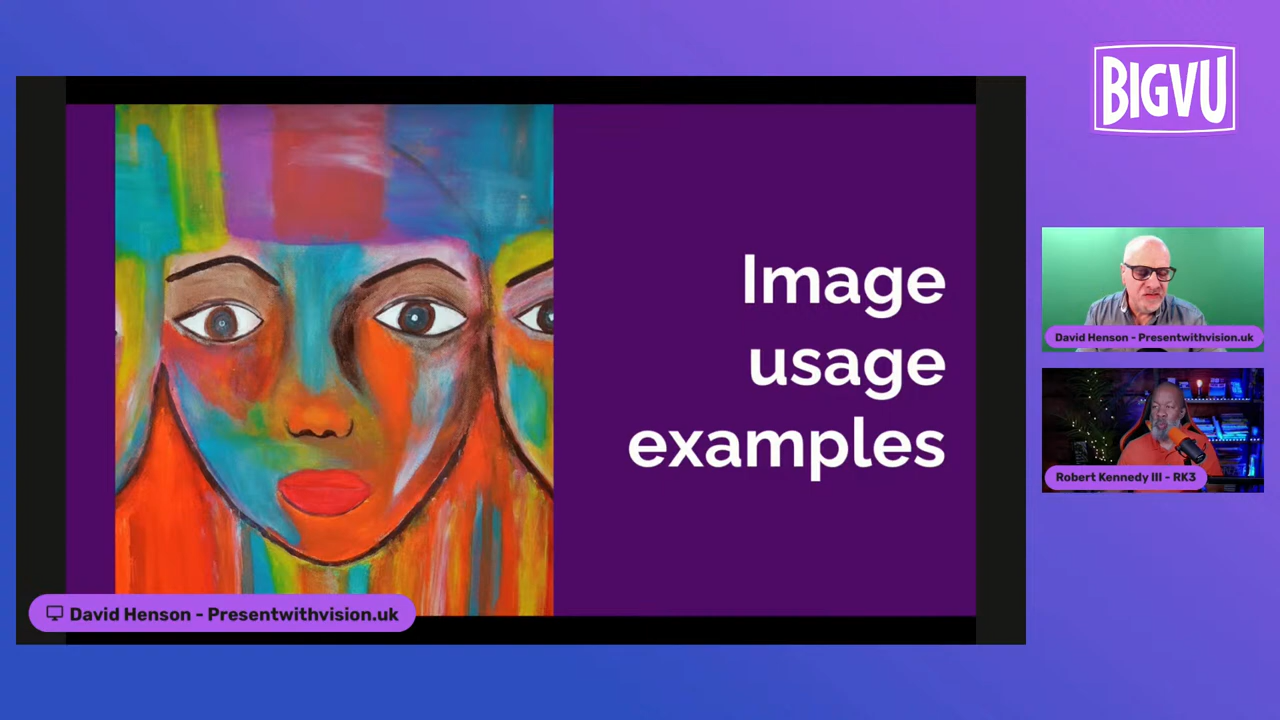 BIGVU
Image
usage
examples
David Henson - Presentwithvision.uk
Robert Kennedy III - RK3
David Henson - Presentwithvision.uk